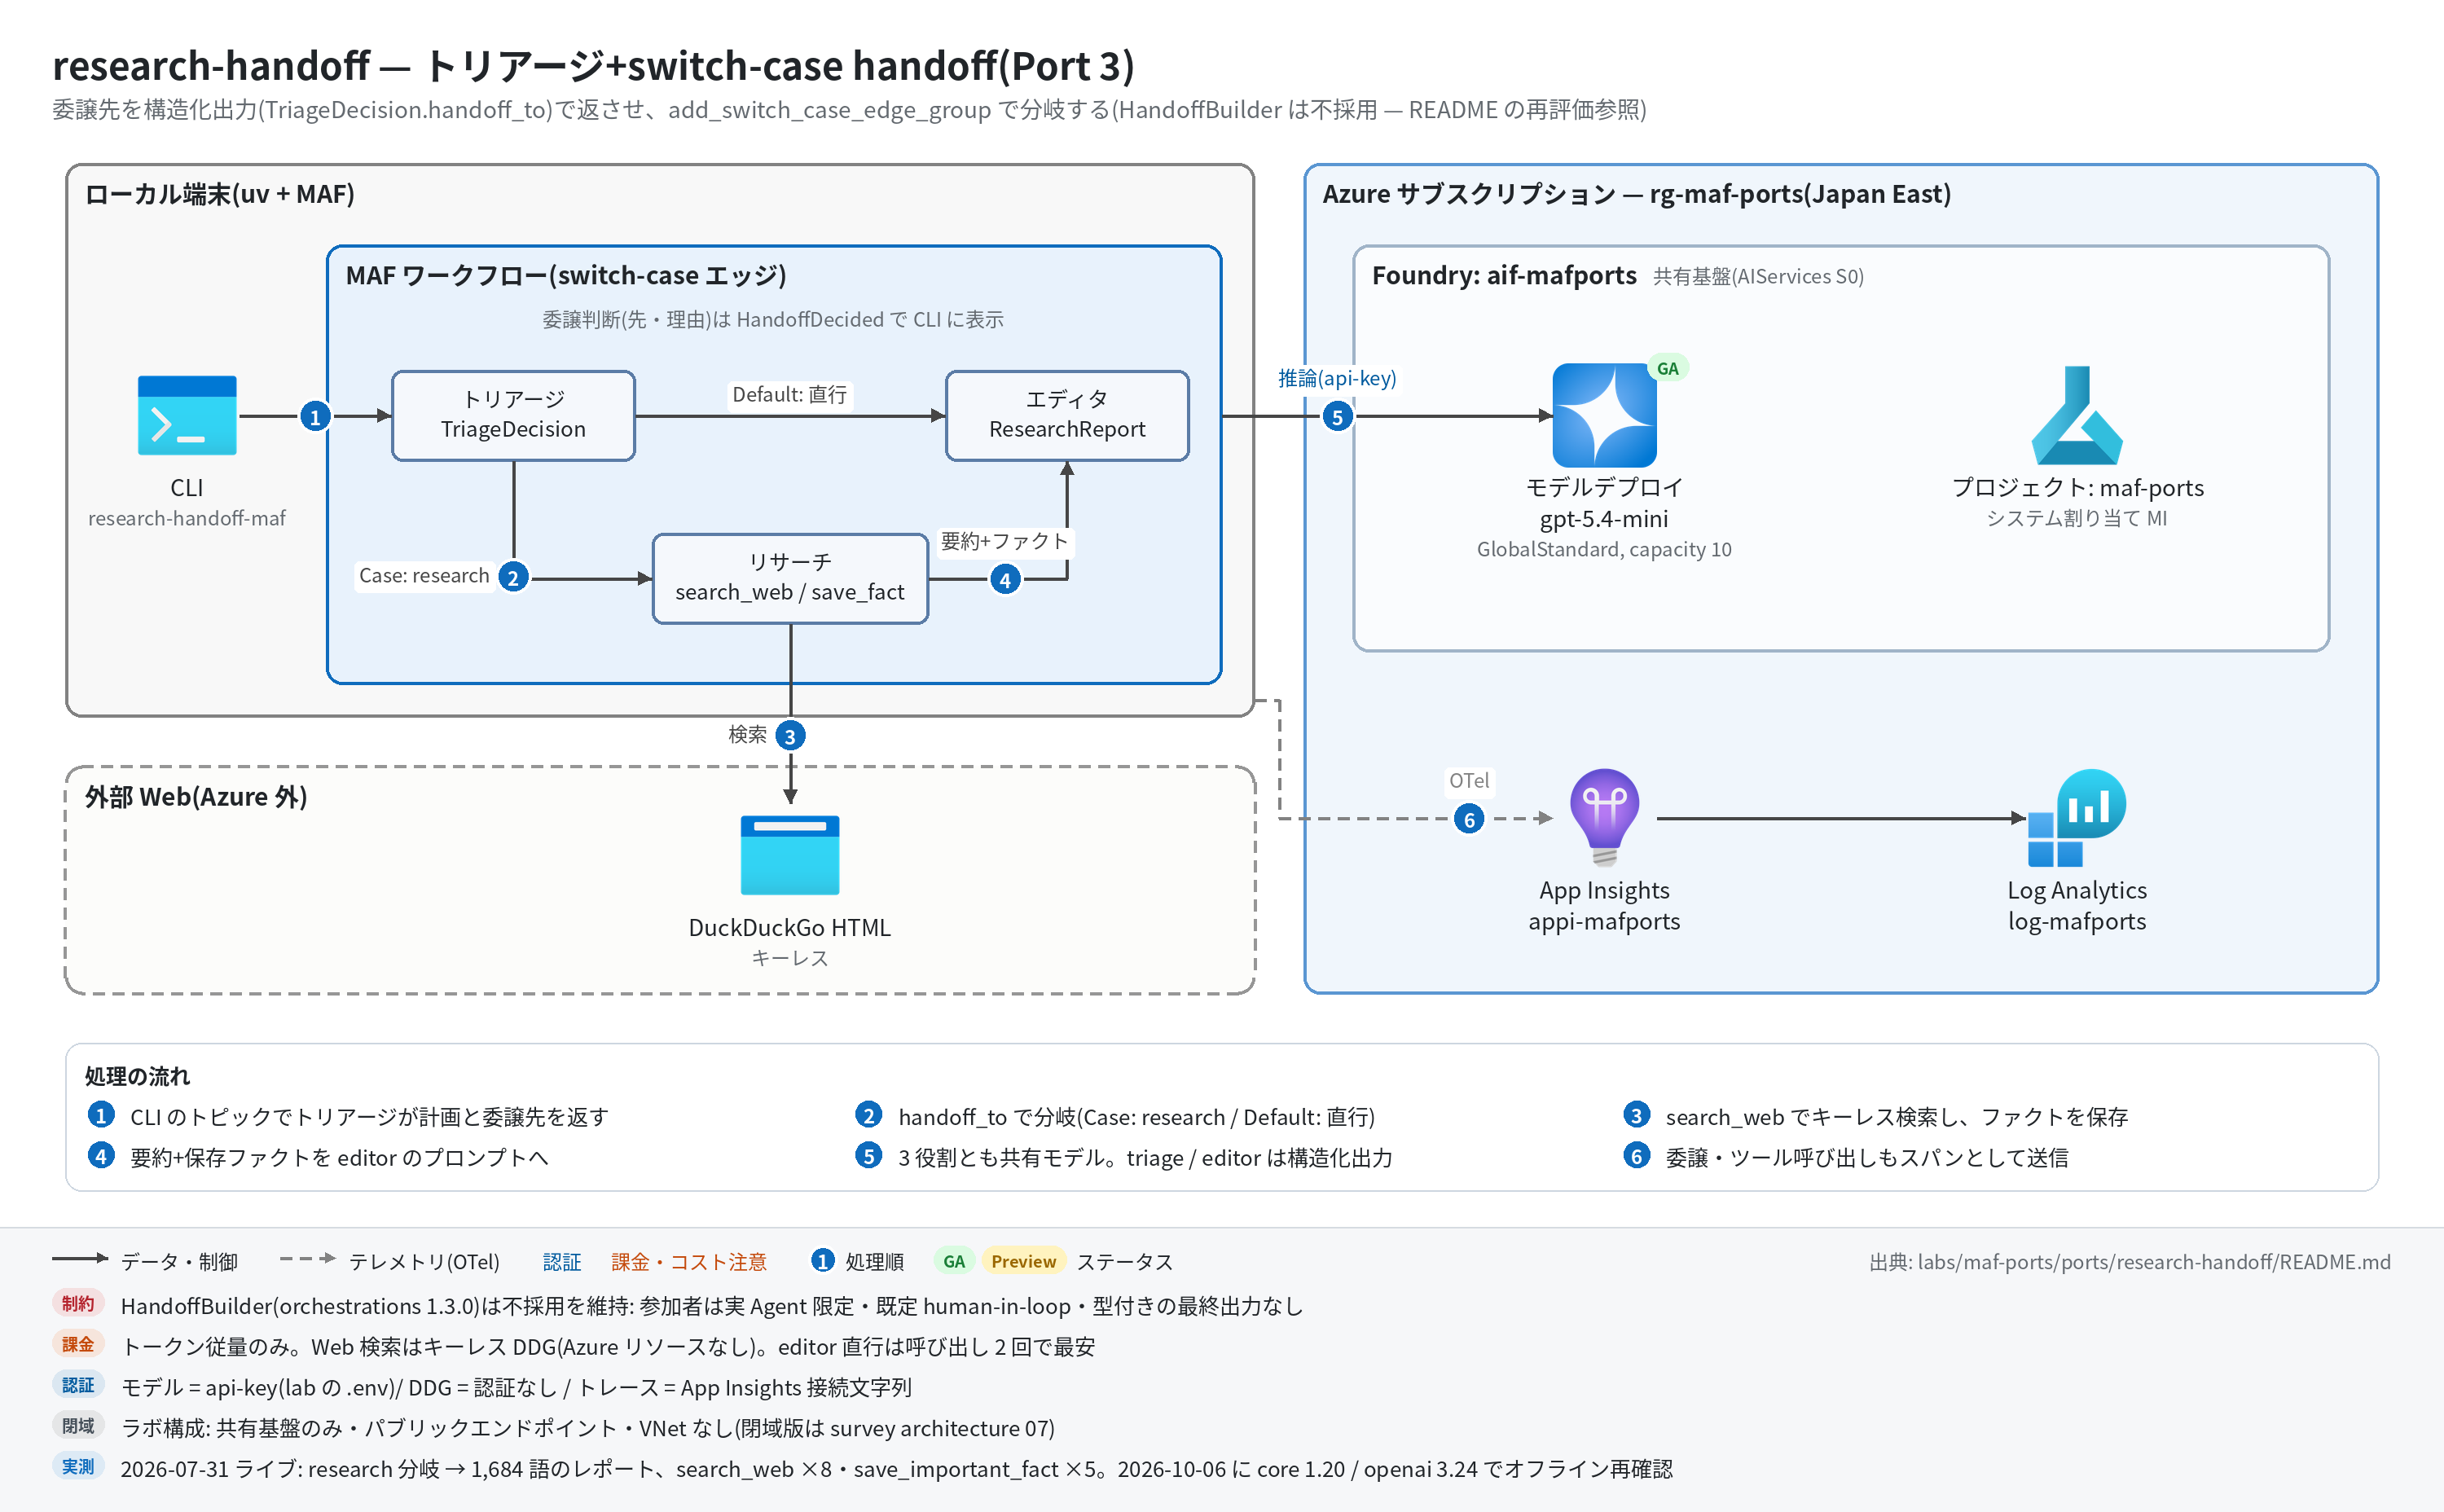 research-handoff — トリアージ+switch-case handoff(Port 3)
委譲先を構造化出力(TriageDecision.handoff_to)で返させ、add_switch_case_edge_group で分岐する(HandoffBuilder は不採用 — README の再評価参照)
ローカル端末(uv + MAF)
MAF ワークフロー(switch-case エッジ)
委譲判断(先・理由)は HandoffDecided で CLI に表示
CLI
research-handoff-maf
1
トリアージ
TriageDecision
Default: 直行
エディタ
ResearchReport
Case: research
2
リサーチ
search_web / save_fact
要約+ファクト
4
検索
3
外部 Web(Azure 外)
DuckDuckGo HTML
キーレス
Azure サブスクリプション — rg-maf-ports(Japan East)
Foundry: aif-mafports 共有基盤(AIServices S0)
推論(api-key)
5
GA
モデルデプロイ
gpt-5.4-mini
GlobalStandard, capacity 10
プロジェクト: maf-ports
システム割り当て MI
OTel
6
App Insights
appi-mafports
Log Analytics
log-mafports
処理の流れ
1 CLI のトピックでトリアージが計画と委譲先を返す
2 handoff_to で分岐(Case: research / Default: 直行)
3 search_web でキーレス検索し、ファクトを保存
4 要約+保存ファクトを editor のプロンプトへ
5 3 役割とも共有モデル。triage / editor は構造化出力
6 委譲・ツール呼び出しもスパンとして送信
データ・制御 テレメトリ(OTel) 認証 課金・コスト注意 1 処理順 GA Preview ステータス
出典: labs/maf-ports/ports/research-handoff/README.md
制約 HandoffBuilder(orchestrations 1.3.0)は不採用を維持: 参加者は実 Agent 限定・既定 human-in-loop・型付きの最終出力なし
課金 トークン従量のみ。Web 検索はキーレス DDG(Azure リソースなし)。editor 直行は呼び出し 2 回で最安
認証 モデル = api-key(lab の .env)/ DDG = 認証なし / トレース = App Insights 接続文字列
閉域 ラボ構成: 共有基盤のみ・パブリックエンドポイント・VNet なし(閉域版は survey architecture 07)
実測 2026-07-31 ライブ: research 分岐 → 1,684 語のレポート、search_web ×8・save_important_fact ×5。2026-10-06 に core 1.20 / openai 3.24 でオフライン再確認